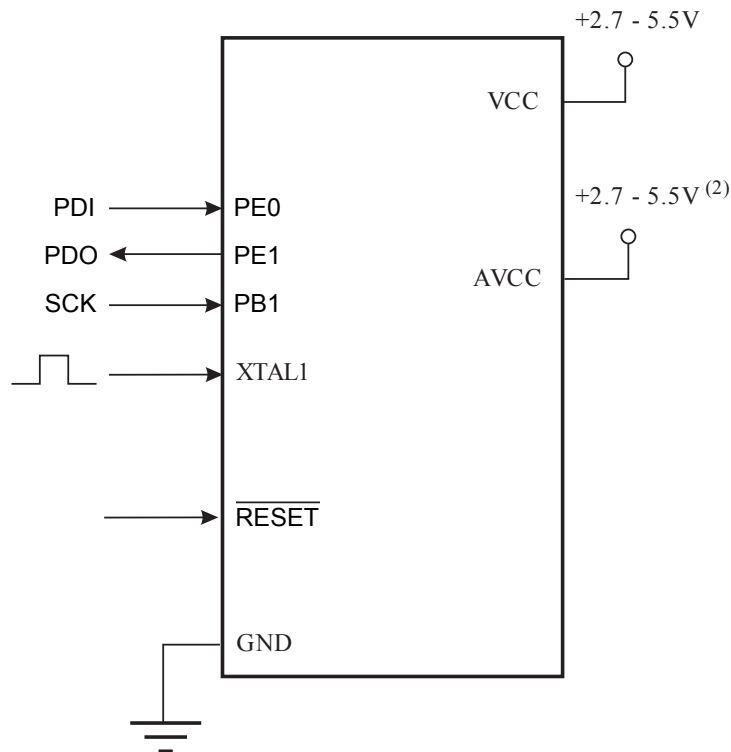 +2.7 - 5.5V
VCC
+2.7 - 5.5V (2)
PDI
PE0
PDO
PE1
AVCC
SCK
PB1
XTAL1
RESET
GND